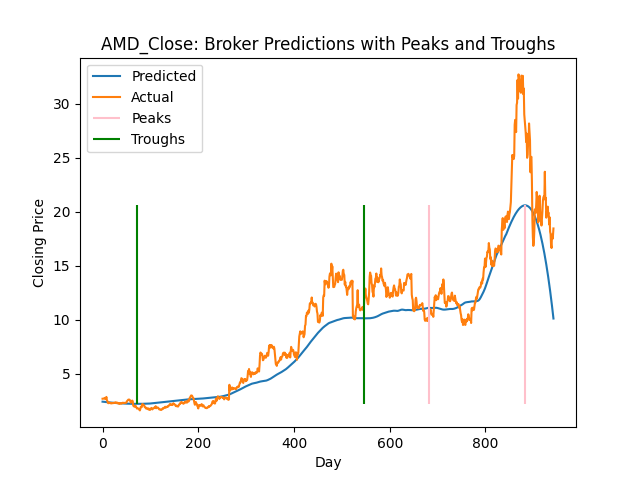 AMD_Close: Broker Predictions with Peaks and Troughs
Predicted
Actual
Peaks
Troughs
30
25
20
15
10
5
Closing Price
0 200 400 600 800
Day